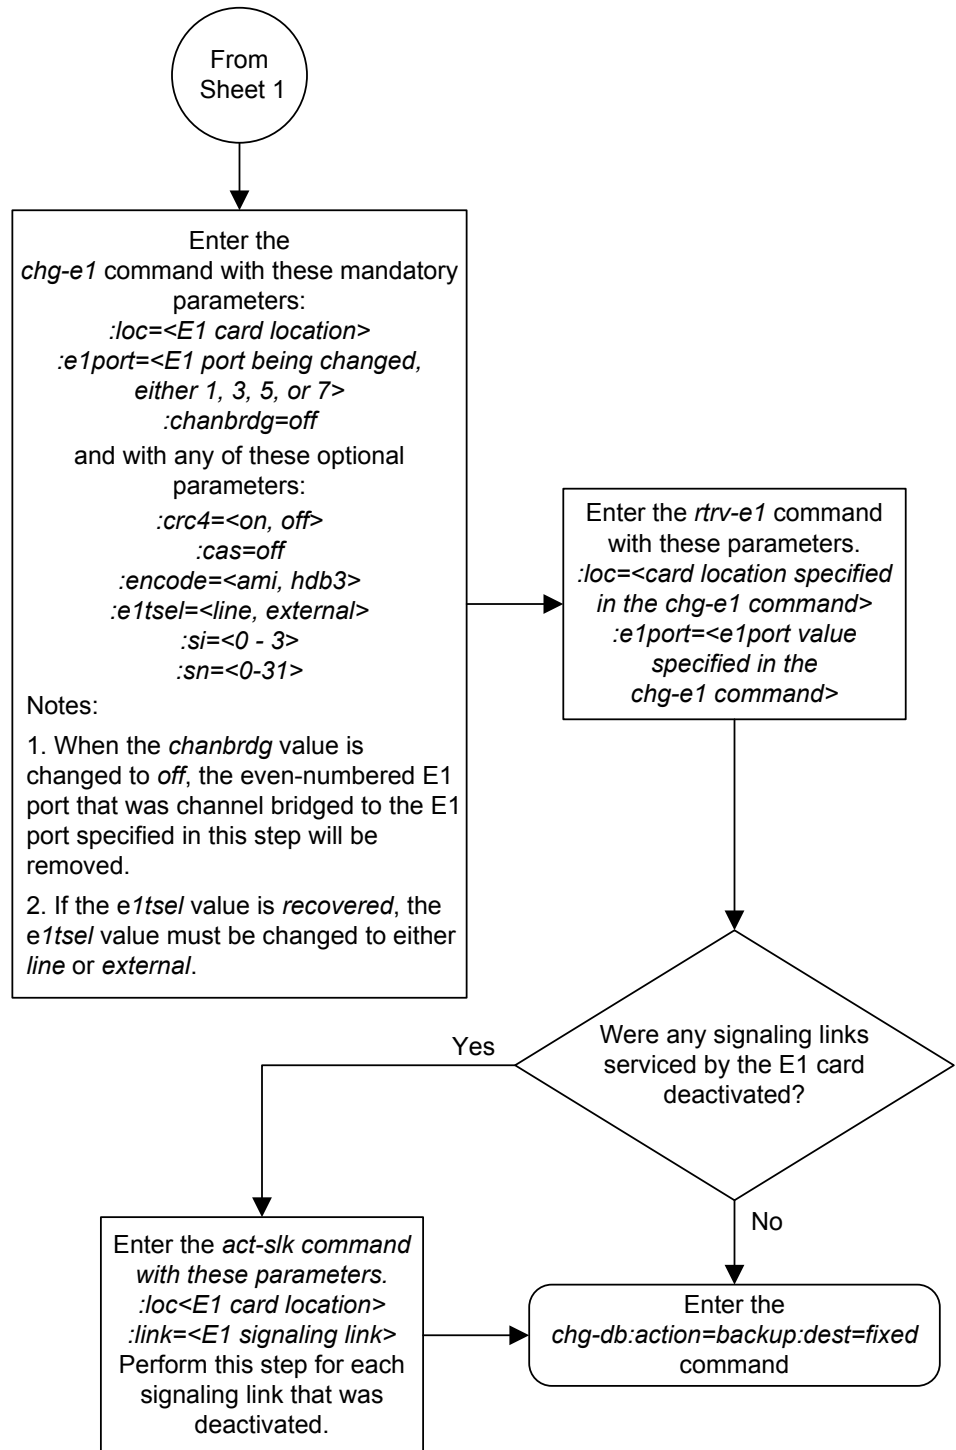 From
Sheet 1
Enter the
chg-e1 command with these mandatory
parameters:
:loc=<E1 card location>
:e1port=<E1 port being changed,
either 1, 3, 5, or 7>
:chanbrdg=off
and with any of these optional
parameters:
:crc4=<on, off>
:cas=off
:encode=<ami, hdb3>
:e1tsel=<line, external>
:si=<0 - 3>
:sn=<0-31>
Notes:
1. When the chanbrdg value is
changed to off, the even-numbered E1
port that was channel bridged to the E1
port specified in this step will be
removed.
2. If the e1tsel value is recovered, the
e1tsel value must be changed to either
line or external.
Enter the rtrv-e1 command
with these parameters.
:loc=<card location specified
in the chg-e1 command>
:e1port=<e1port value
specified in the
chg-e1 command>
Were any signaling links
serviced by the E1 card
deactivated?
Yes
No
Enter the act-slk command
with these parameters.
:loc<E1 card location>
:link=<E1 signaling link>
Perform this step for each
signaling link that was
deactivated.
Enter the
chg-db:action=backup:dest=fixed
command